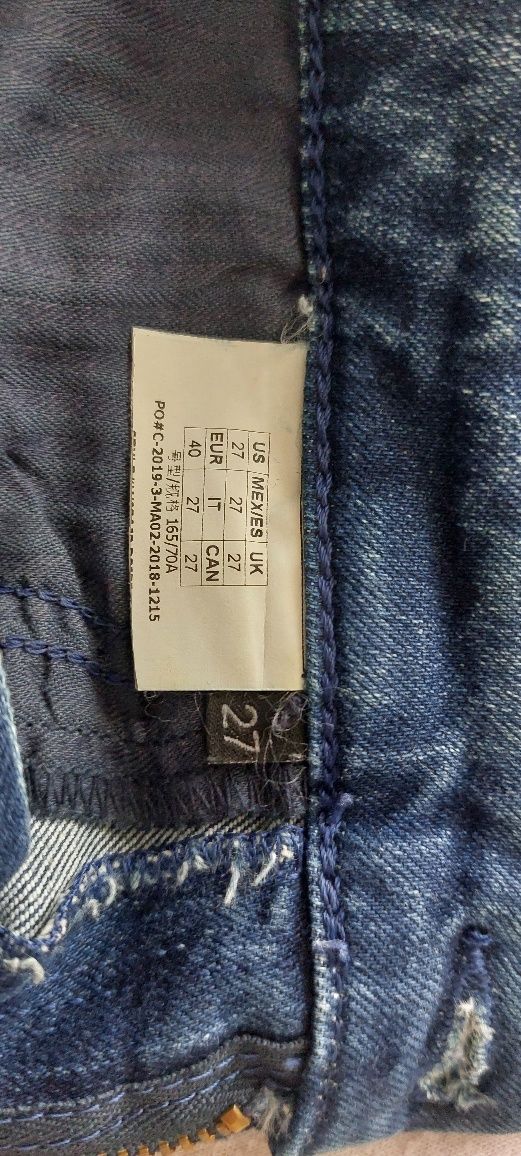 US MEX/ES UK
27 27 27
EUR IT CAN
40 27 27
号型/规格 165/70A
PO#C-2019-3-MA02-2018-1215
27